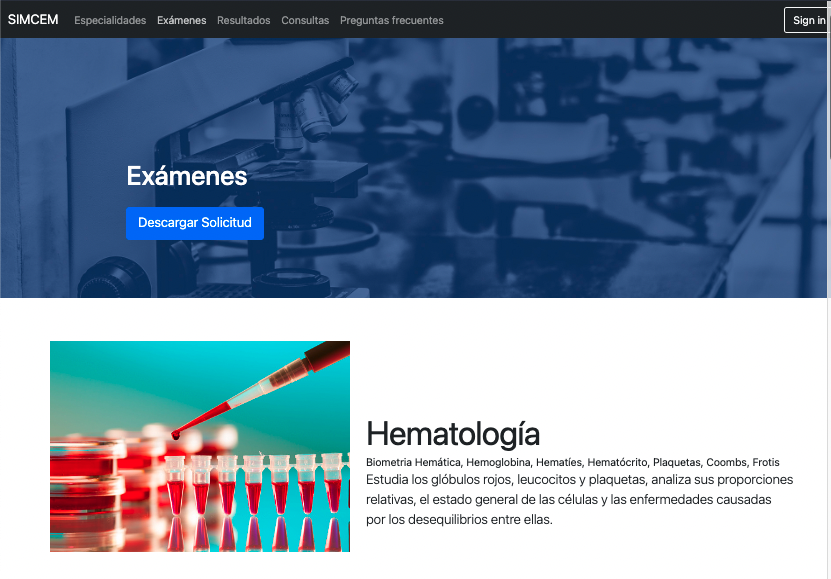 SIMCEM Especialidades Exámenes Resultados Consultas Preguntas frecuentes Sign in
Exámenes
Descargar Solicitud
Hematología
Biometria Hemática, Hemoglobina, Hematíes, Hematócrito, Plaquetas, Coombs, Frotis
Estudia los glóbulos rojos, leucocitos y plaquetas, analiza sus proporciones
relativas, el estado general de las células y las enfermedades causadas
por los desequilibrios entre ellas.